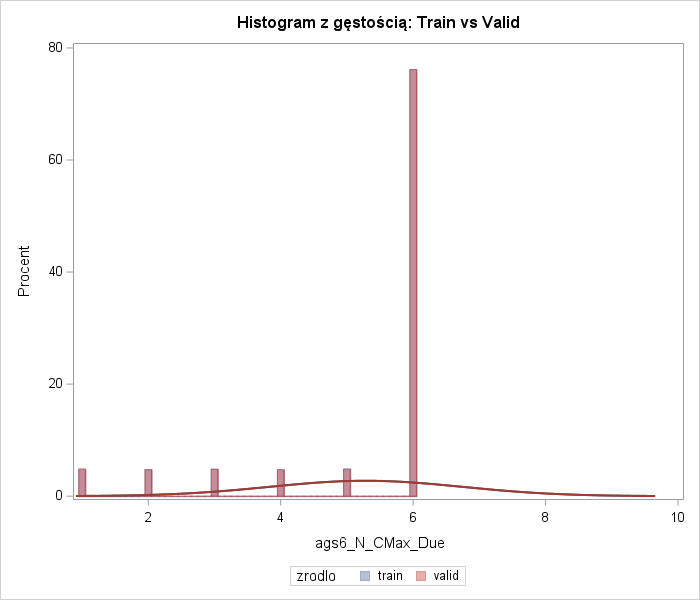 Histogram z gęstością: Train vs Valid
80
60
40
20
0
Procent
2 4 6 8 10
ags6_N_CMax_Due
zrodlo train valid